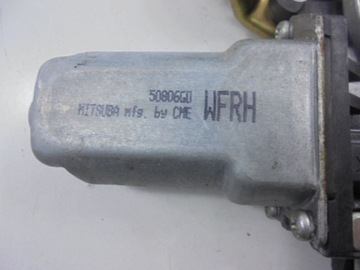 50806GD
MITSUBA mfg. by CME
WFRH